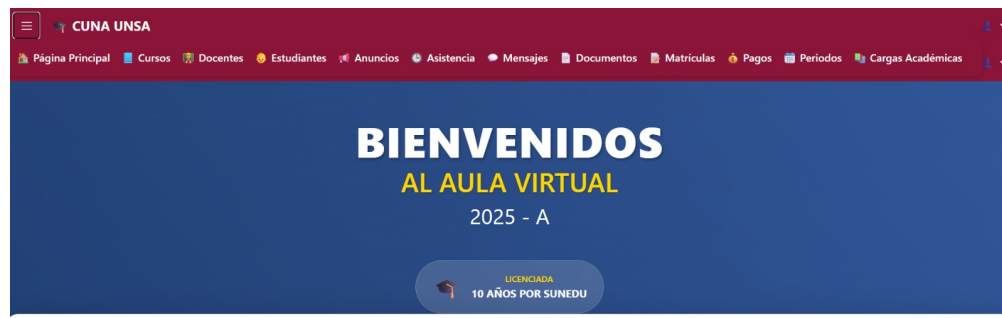 CUNA UNSA
Página Principal Cursos Docentes Estudiantes Anuncios Asistencia Mensajes Documentos Matrículas Pagos Periodos Cargas Académicas
BIENVENIDOS
AL AULA VIRTUAL
2025 - A
LICENCIADA
10 AÑOS POR SUNEDU